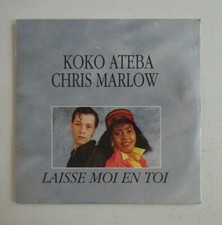 KOKO ATEBA
CHRIS MARLOW
LAISSE MOI EN TOI